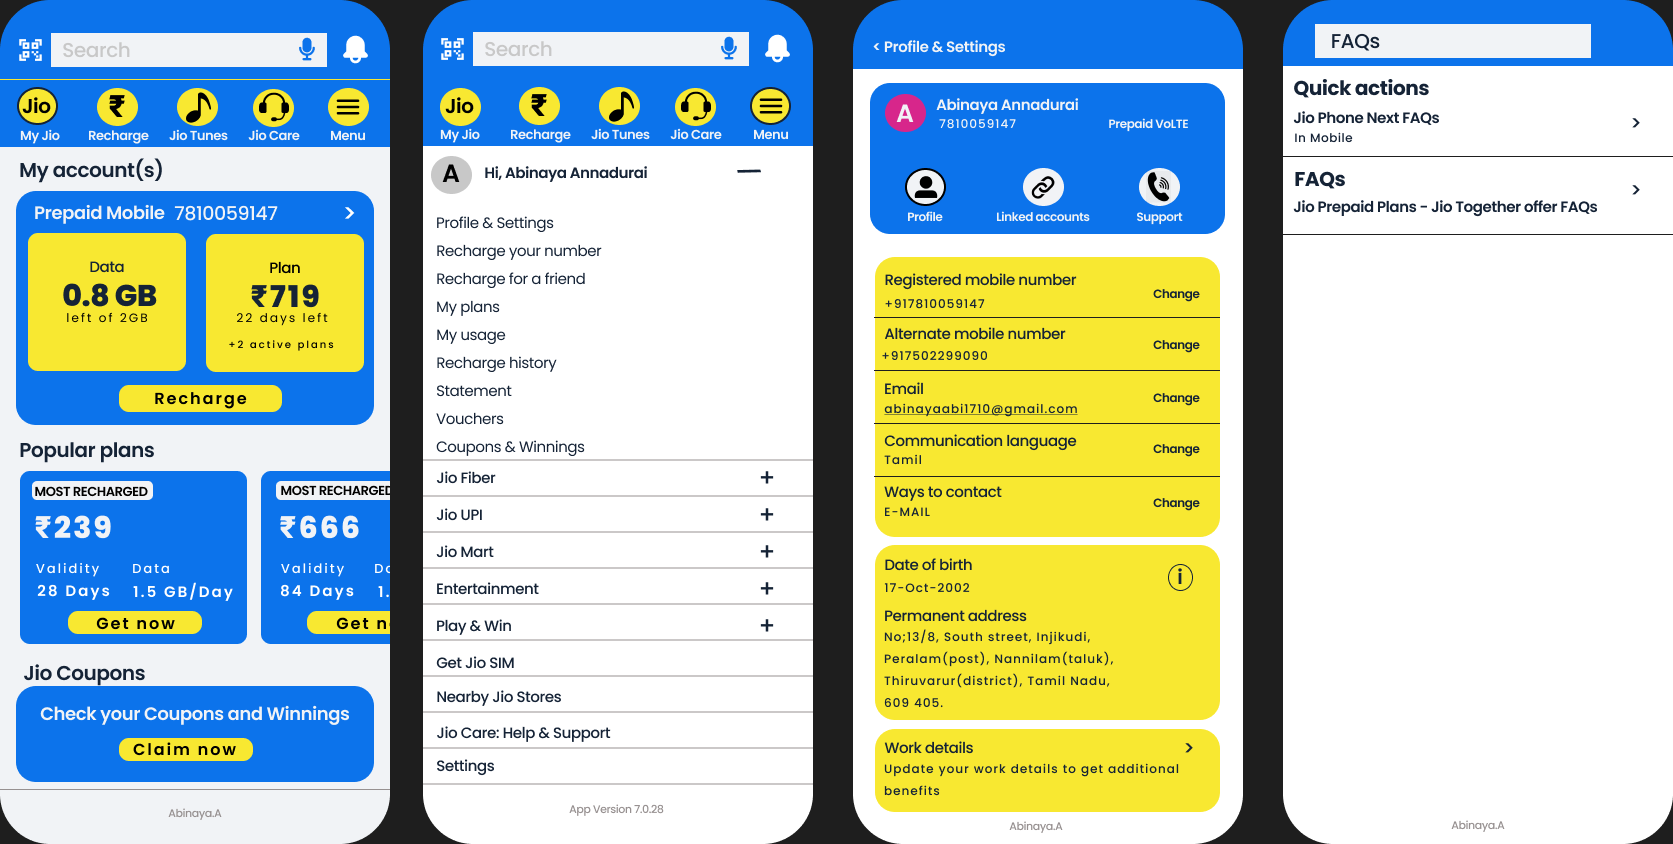 Search
Jio
₹
My Jio
Recharge
Jio Tunes
Jio Care
Menu
My account(s)
Prepaid Mobile 7810059147 >
Data
0.8 GB
left of 2GB
Plan
₹719
22 days left
+2 active plans
Recharge
Popular plans
MOST RECHARGED
₹239
Validity Data
28 Days 1.5 GB/Day
Get now
MOST RECHARGED
₹666
Validity Da
84 Days 1.
Get n
Jio Coupons
Check your Coupons and Winnings
Claim now
Abinaya.A
Search
Jio
₹
My Jio
Recharge
Jio Tunes
Jio Care
Menu
A
Hi, Abinaya Annadurai
Profile & Settings
Recharge your number
Recharge for a friend
My plans
My usage
Recharge history
Statement
Vouchers
Coupons & Winnings
Jio Fiber +
Jio UPI +
Jio Mart +
Entertainment +
Play & Win +
Get Jio SIM
Nearby Jio Stores
Jio Care: Help & Support
Settings
App Version 7.0.28
< Profile & Settings
A
Abinaya Annadurai
7810059147
Prepaid VoLTE
Profile
Linked accounts
Support
Registered mobile number
+917810059147
Change
Alternate mobile number
+917502299090
Change
Email
abinayaabi1710@gmail.com
Change
Communication language
Tamil
Change
Ways to contact
E-MAIL
Change
Date of birth
17-Oct-2002
i
Permanent address
No;13/8, South street, Injikudi,
Peralam(post), Nannilam(taluk),
Thiruvarur(district), Tamil Nadu,
609 405.
Work details >
Update your work details to get additional
benefits
Abinaya.A
FAQs
Quick actions
Jio Phone Next FAQs
In Mobile
>
FAQs
Jio Prepaid Plans - Jio Together offer FAQs
>
Abinaya.A